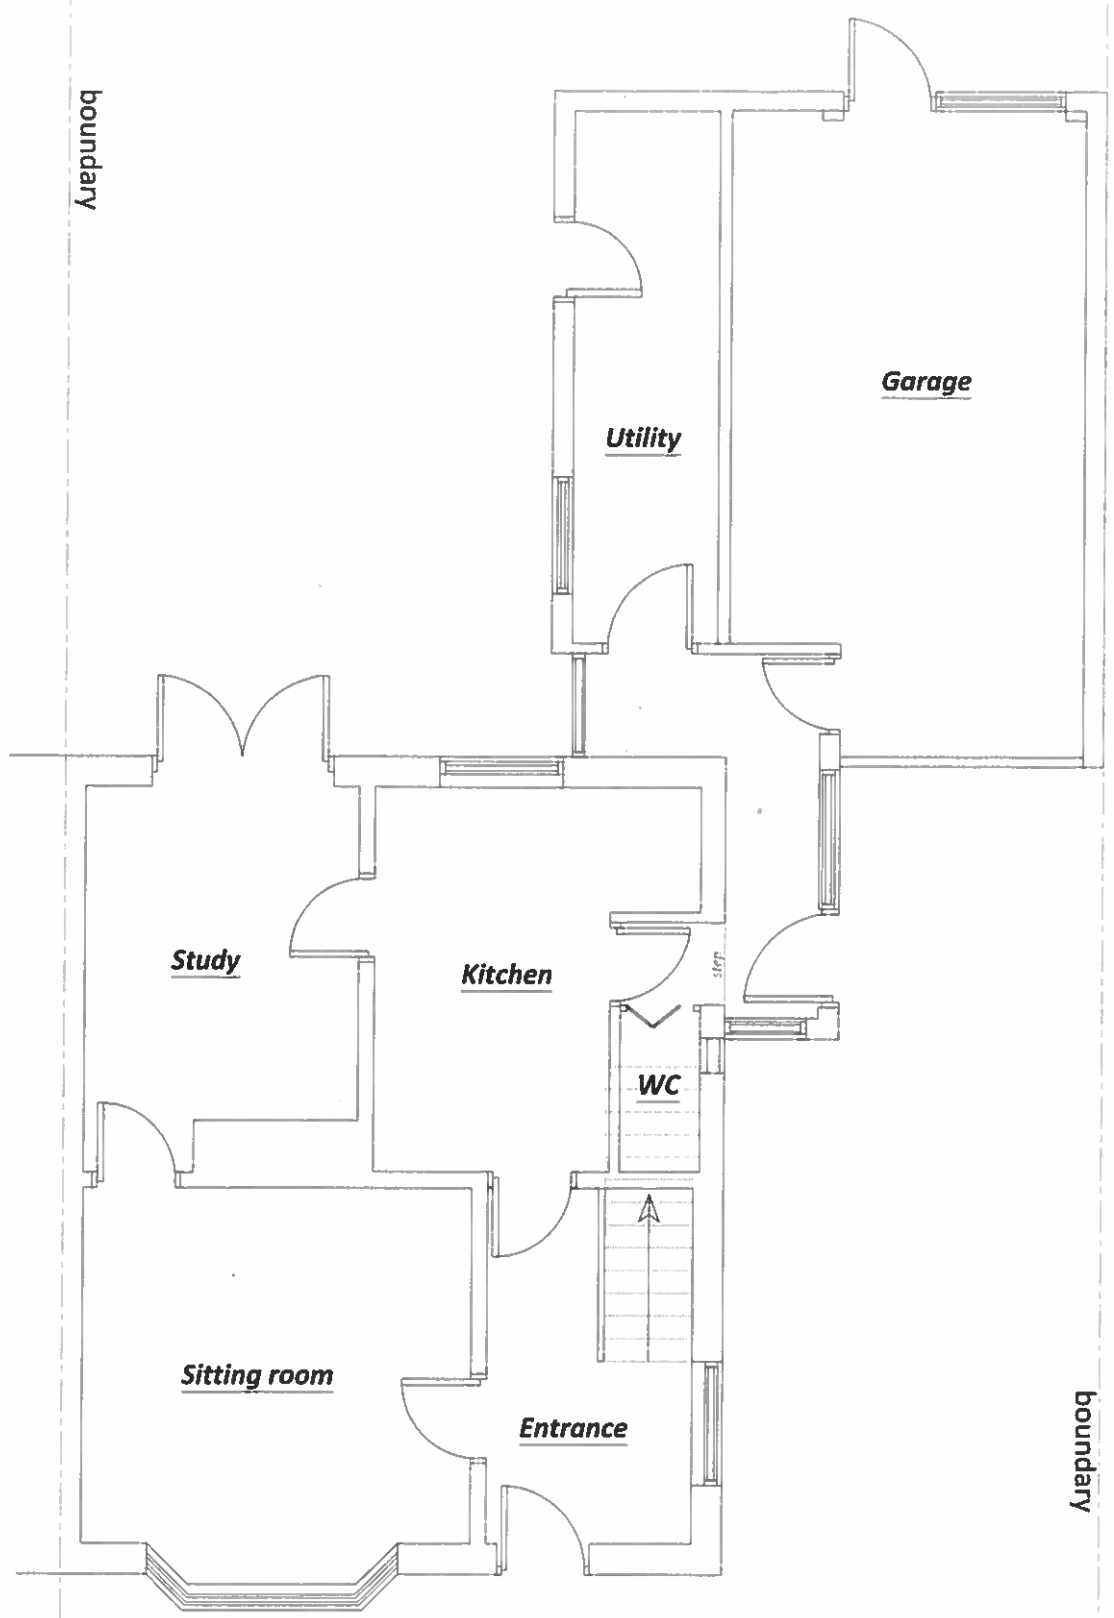 boundary
Garage
Utility
Study
Kitchen
step
WC
Sitting room
Entrance
boundary